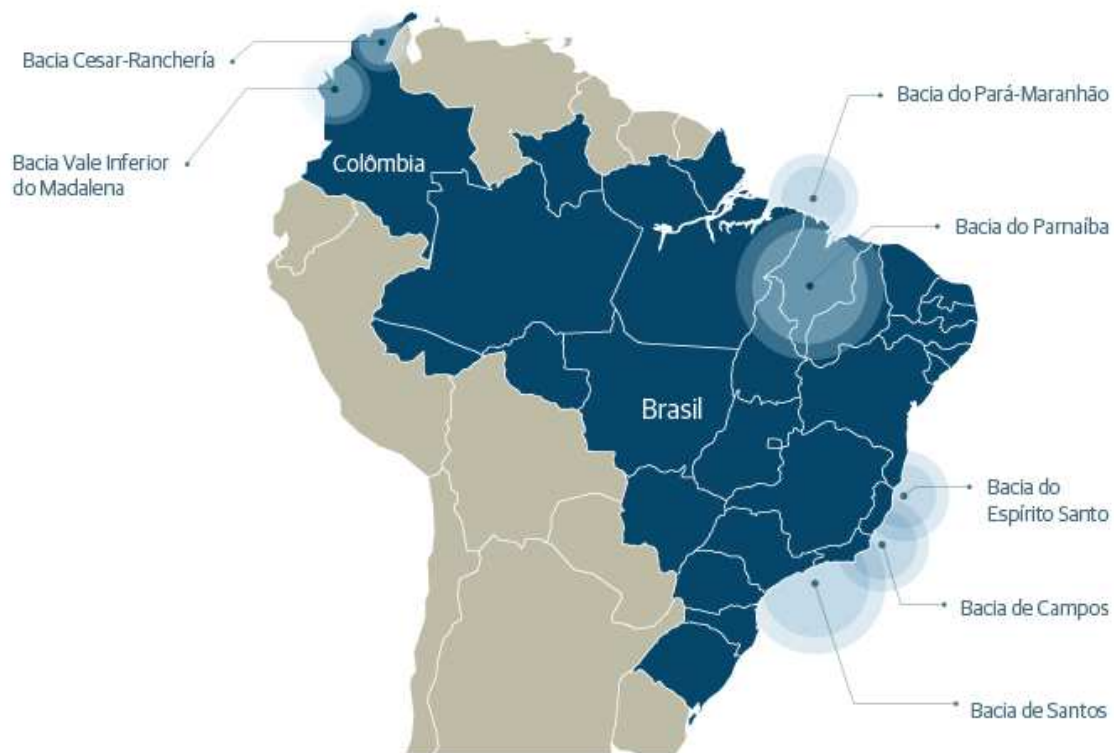 Bacia Cesar-Ranchería
Bacia Vale Inferior
do Madalena
Colômbia
Brasil
Bacia do Pará-Maranhão
Bacia do Parnaíba
Bacia do
Espírito Santo
Bacia de Campos
Bacia de Santos